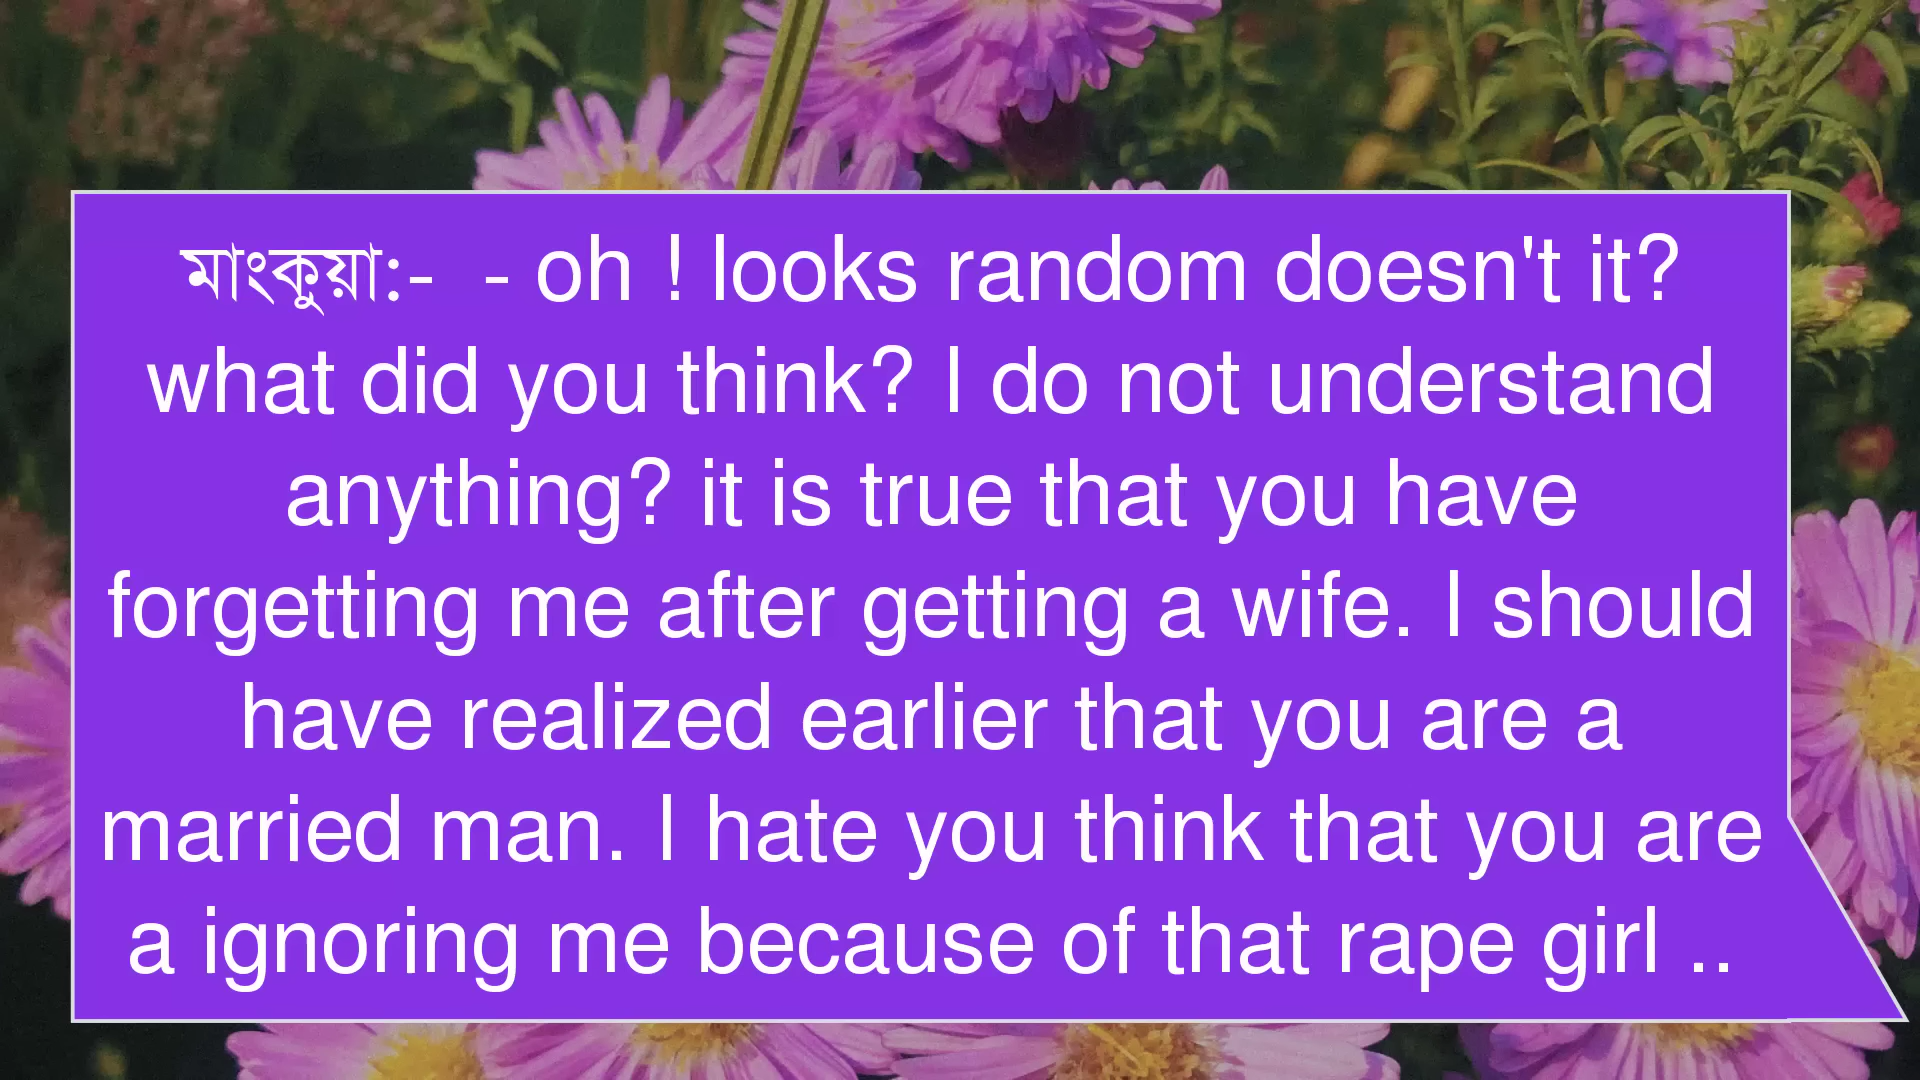 মাংকুয়া:-  - oh ! looks random doesn't it?
what did you think? I do not understand
anything? it is true that you have
forgetting me after getting a wife. I should
have realized earlier that you are a
married man. I hate you think that you are
a ignoring me because of that rape girl ..